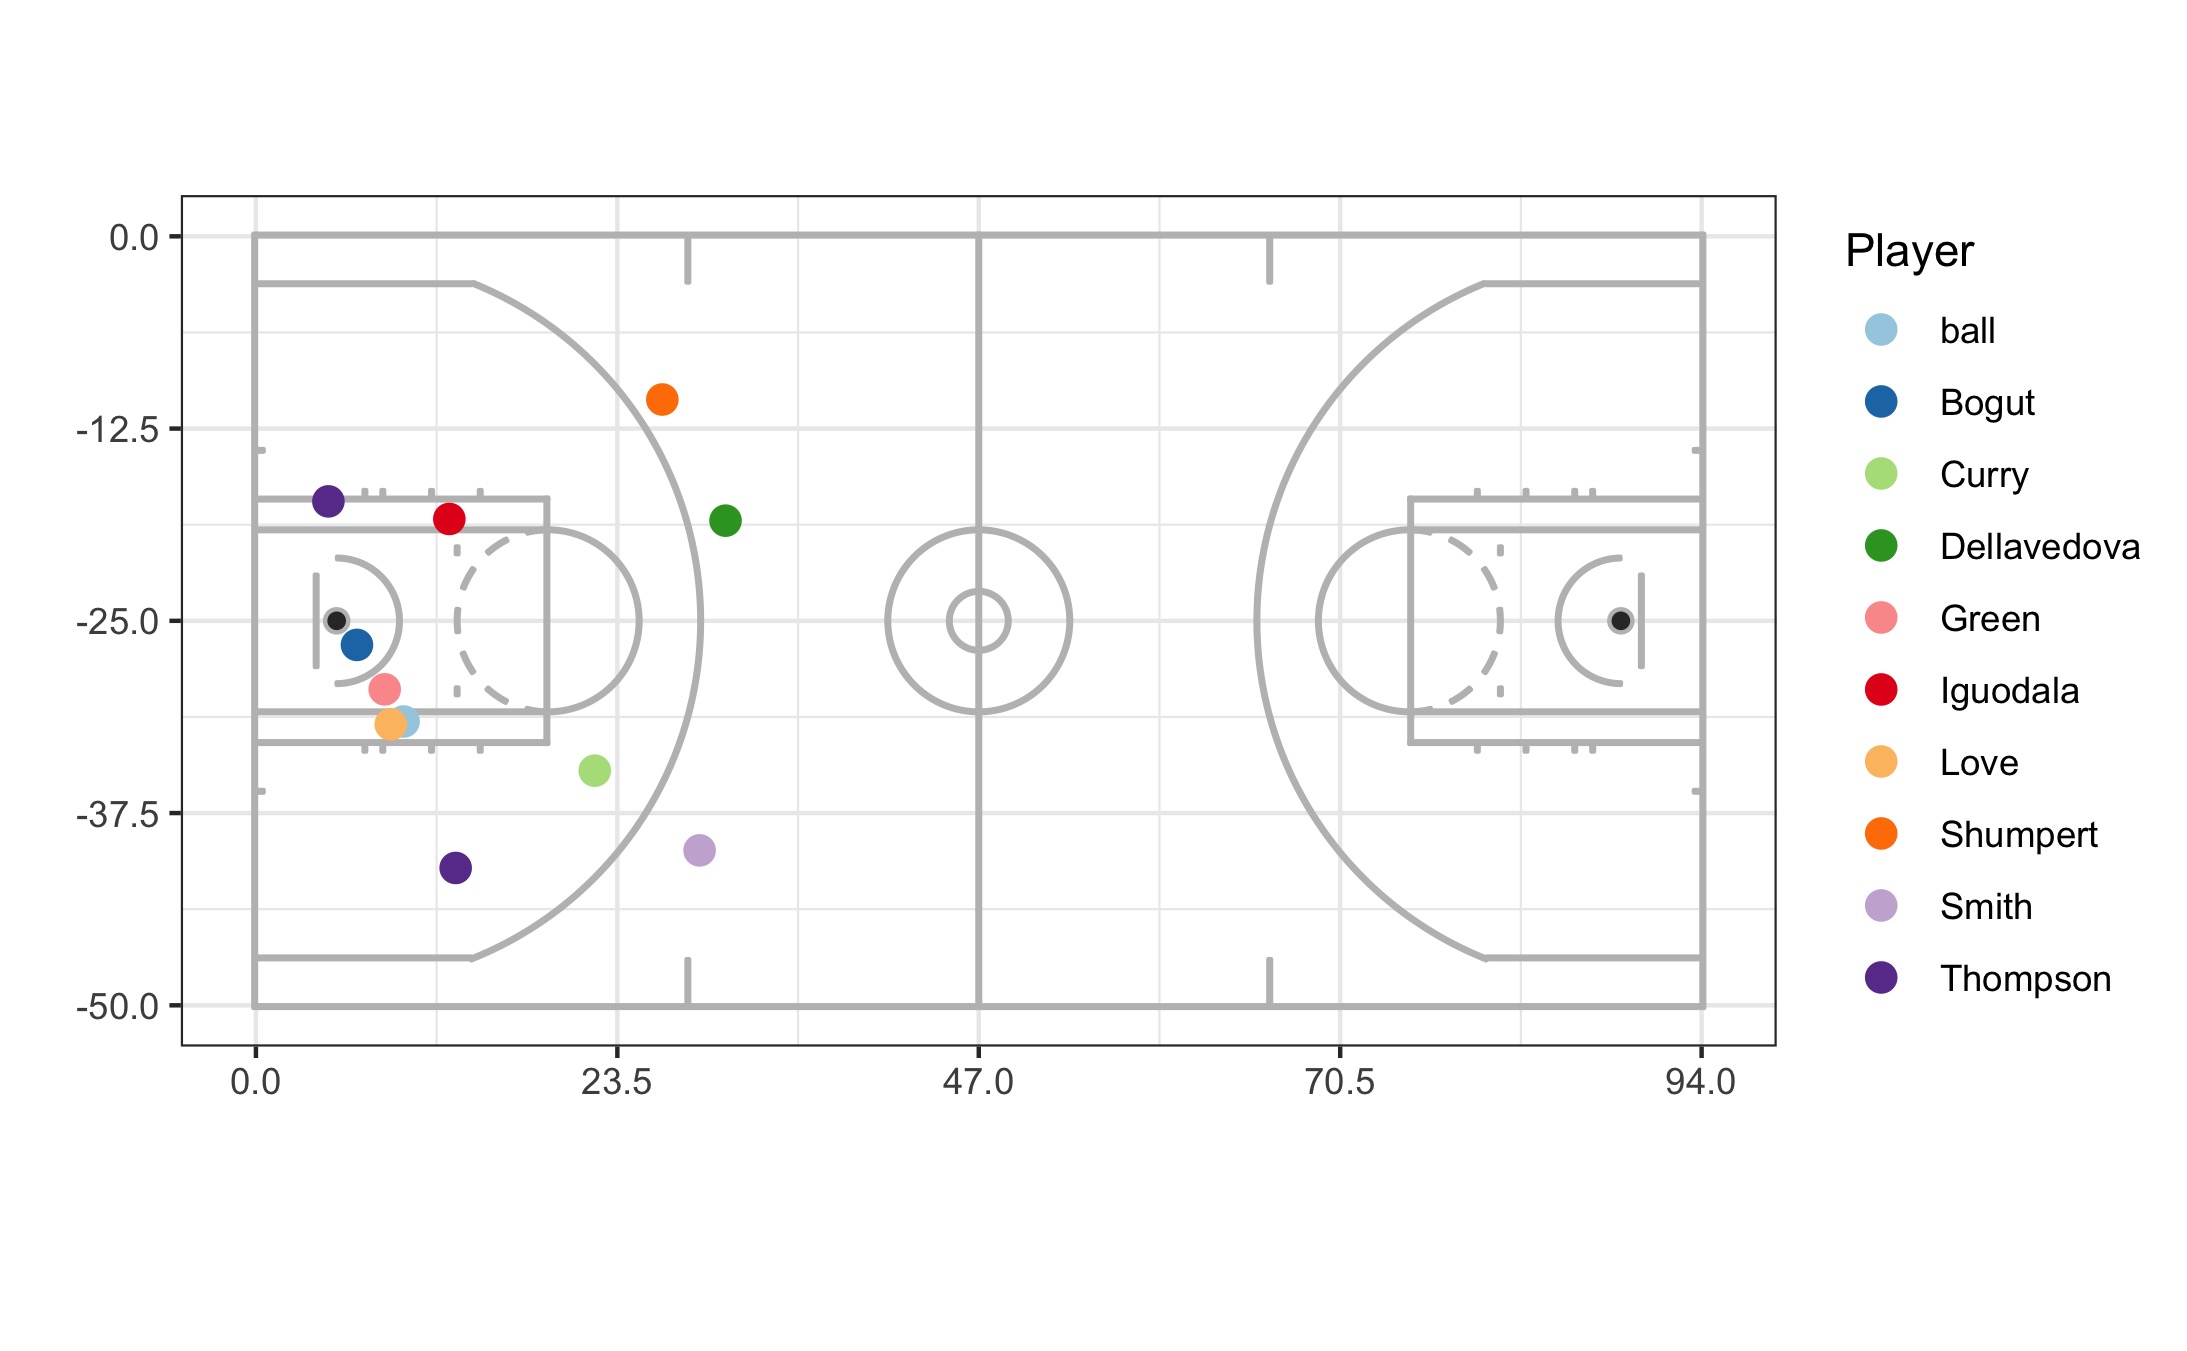 0.0
-12.5
-25.0
-37.5
-50.0
0.0 23.5 47.0 70.5 94.0
Player
ball
Bogut
Curry
Dellavedova
Green
Iguodala
Love
Shumpert
Smith
Thompson